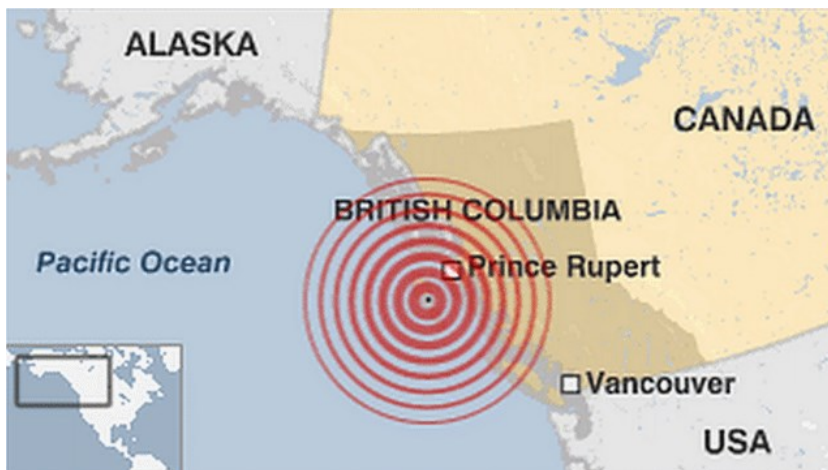 ALASKA
CANADA
BRITISH COLUMBIA
Pacific Ocean
Prince Rupert
Vancouver
USA